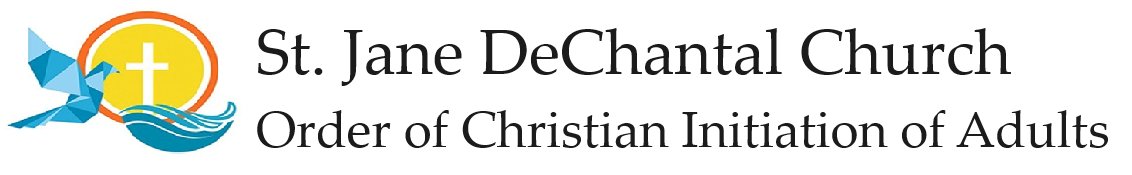 St. Jane DeChantal Church
Order of Christian Initiation of Adults